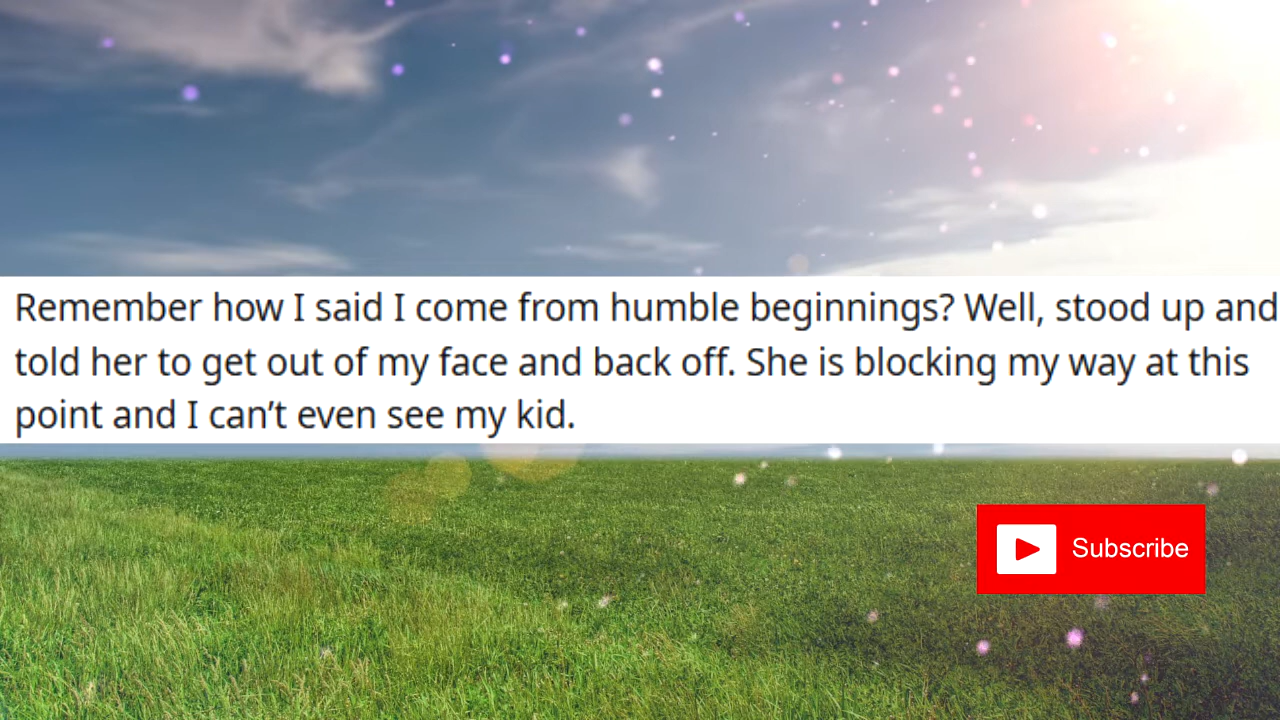 Remember how I said I come from humble beginnings? Well, stood up and
told her to get out of my face and back off. She is blocking my way at this
point and I can’t even see my kid.
Subscribe